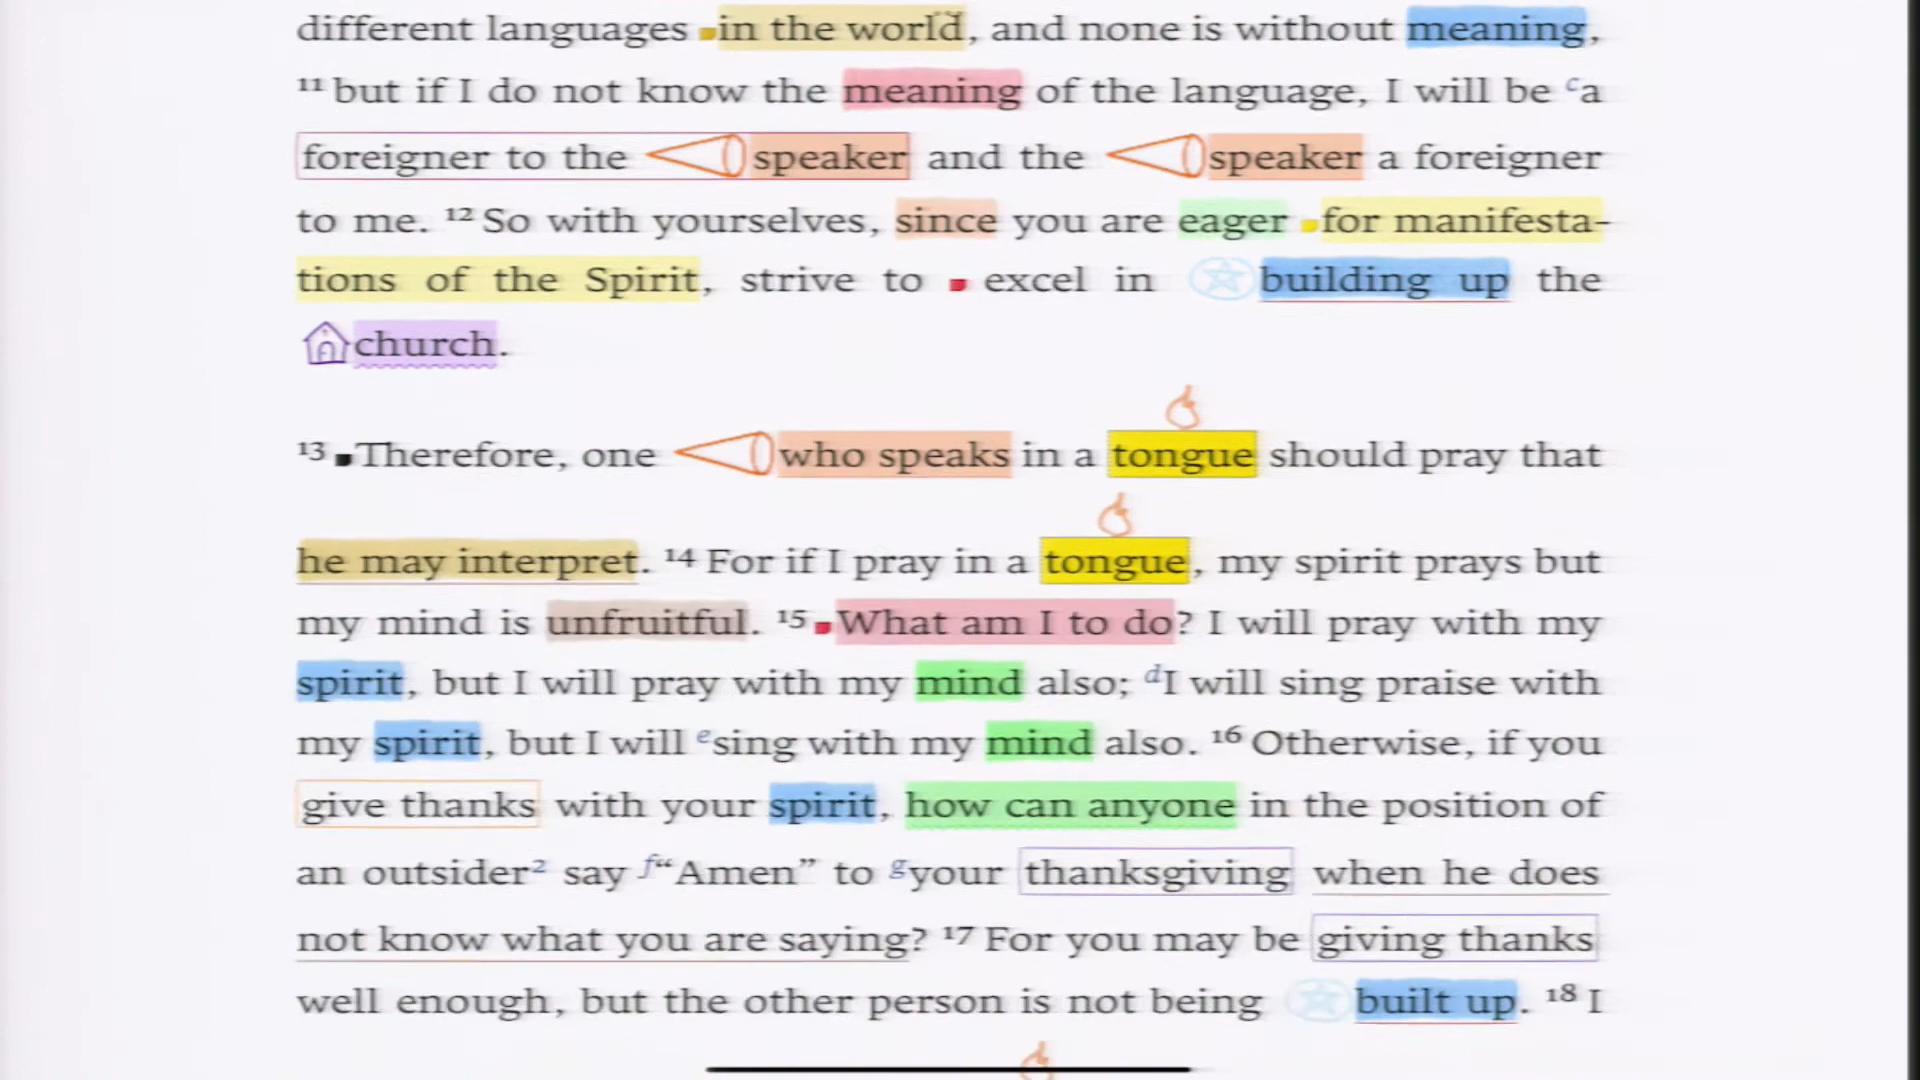 different languages in the world, and none is without meaning,
¹¹ but if I do not know the meaning of the language, I will be ᶜa
foreigner to the speaker and the speaker a foreigner
to me. ¹² So with yourselves, since you are eager for manifesta-
tions of the Spirit, strive to excel in building up the
church.
¹³ Therefore, one who speaks in a tongue should pray that
he may interpret. ¹⁴ For if I pray in a tongue, my spirit prays but
my mind is unfruitful. ¹⁵ What am I to do? I will pray with my
spirit, but I will pray with my mind also; ᵈI will sing praise with
my spirit, but I will ᵉsing with my mind also. ¹⁶ Otherwise, if you
give thanks with your spirit, how can anyone in the position of
an outsider² say ᶠ“Amen” to ᵍyour thanksgiving when he does
not know what you are saying? ¹⁷ For you may be giving thanks
well enough, but the other person is not being built up. ¹⁸ I